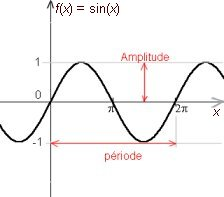 f(x) = sin(x)
1
Amplitude
0
π
2π
x
-1
période